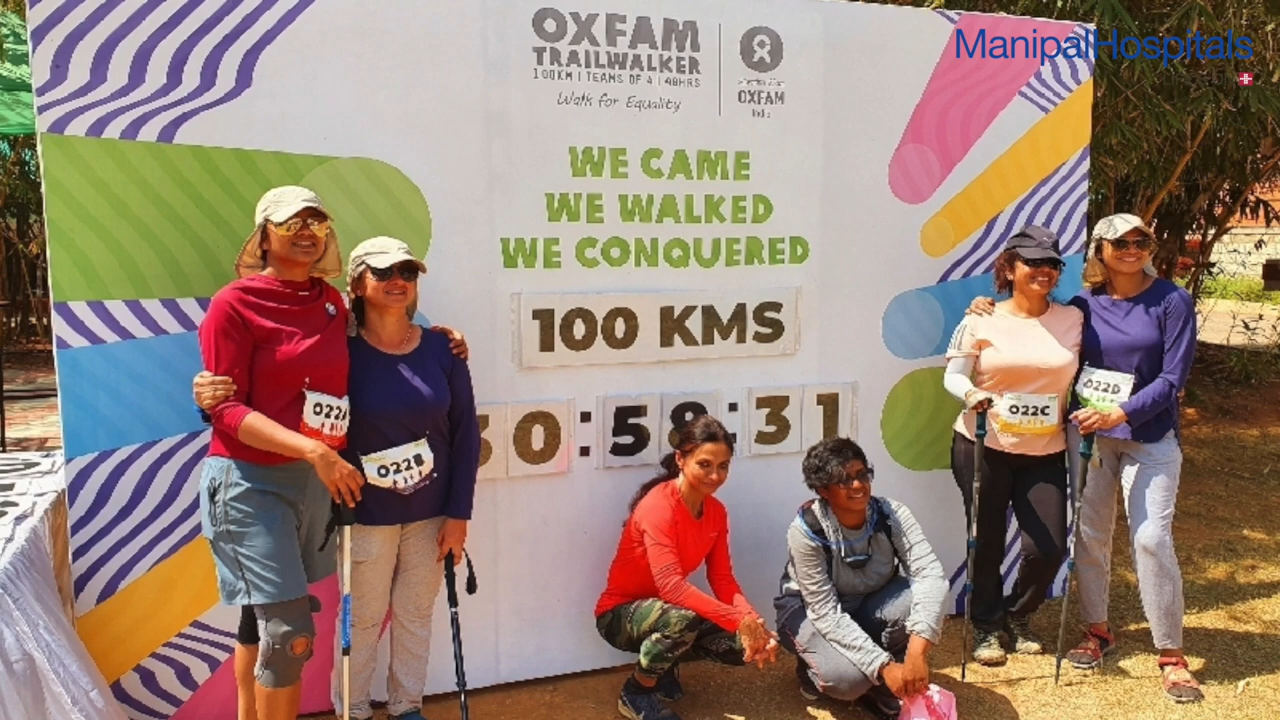 ManipalHospitals
OXFAM
TRAILWALKER
100KM | TEAMS OF 4 | 48HRS
Walk for Equality
OXFAM
India
WE CAME
WE WALKED
WE CONQUERED
100 KMS
30:58:31
022A
022B
022C
022D